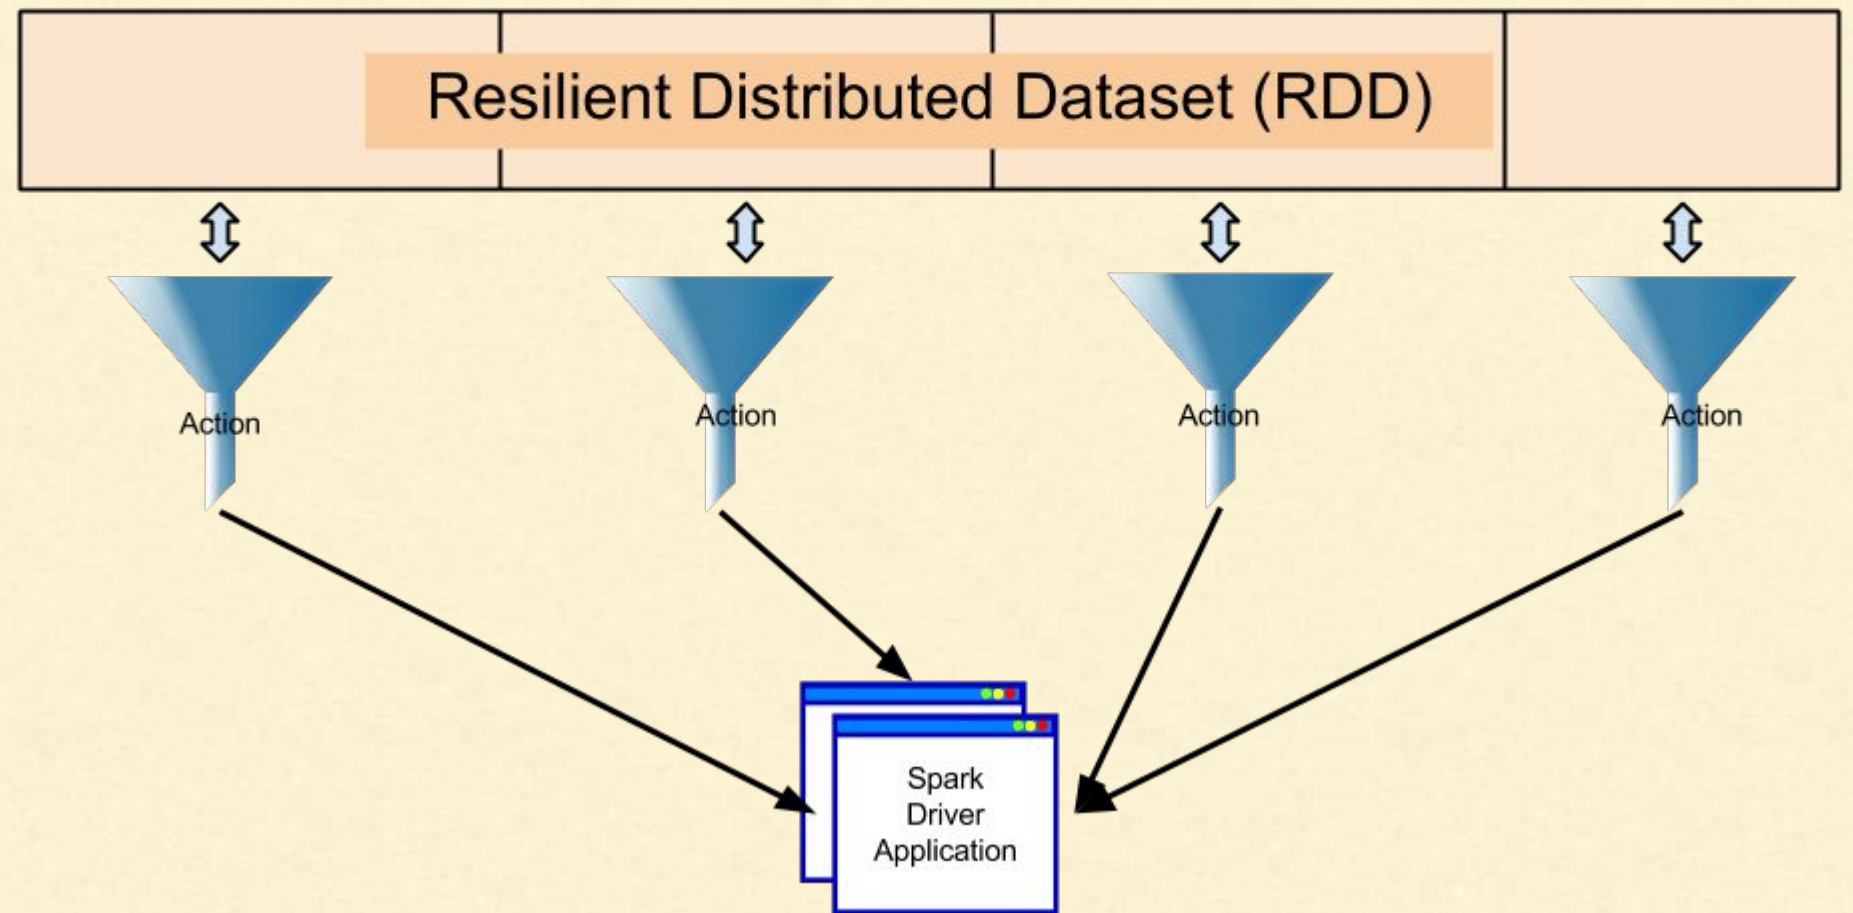 Resilient Distributed Dataset (RDD)
Action
Action
Action
Action
Spark
Driver
Application